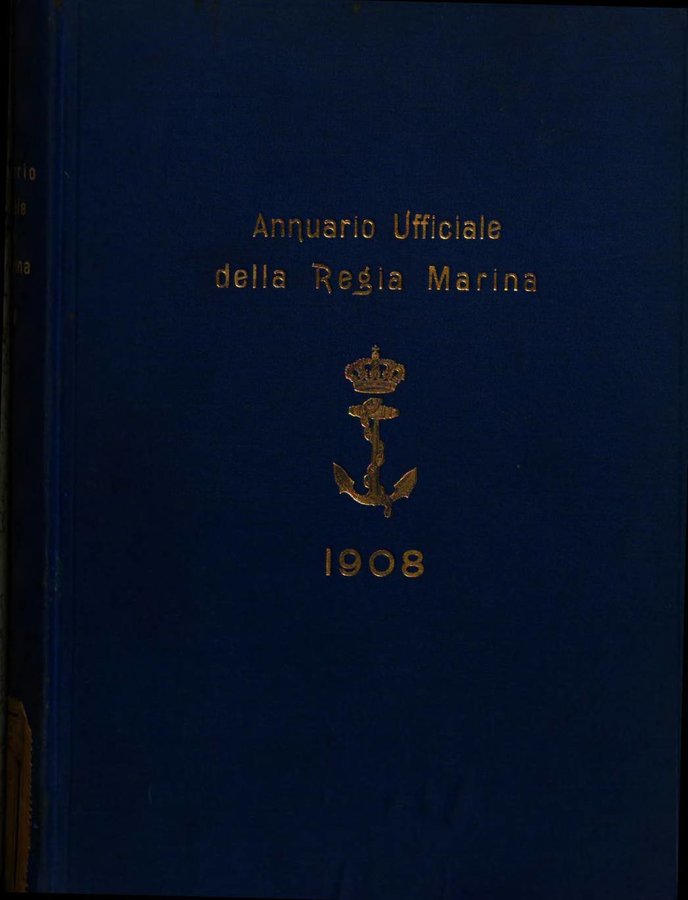 Annuario Ufficiale
della Regia Marina
1908